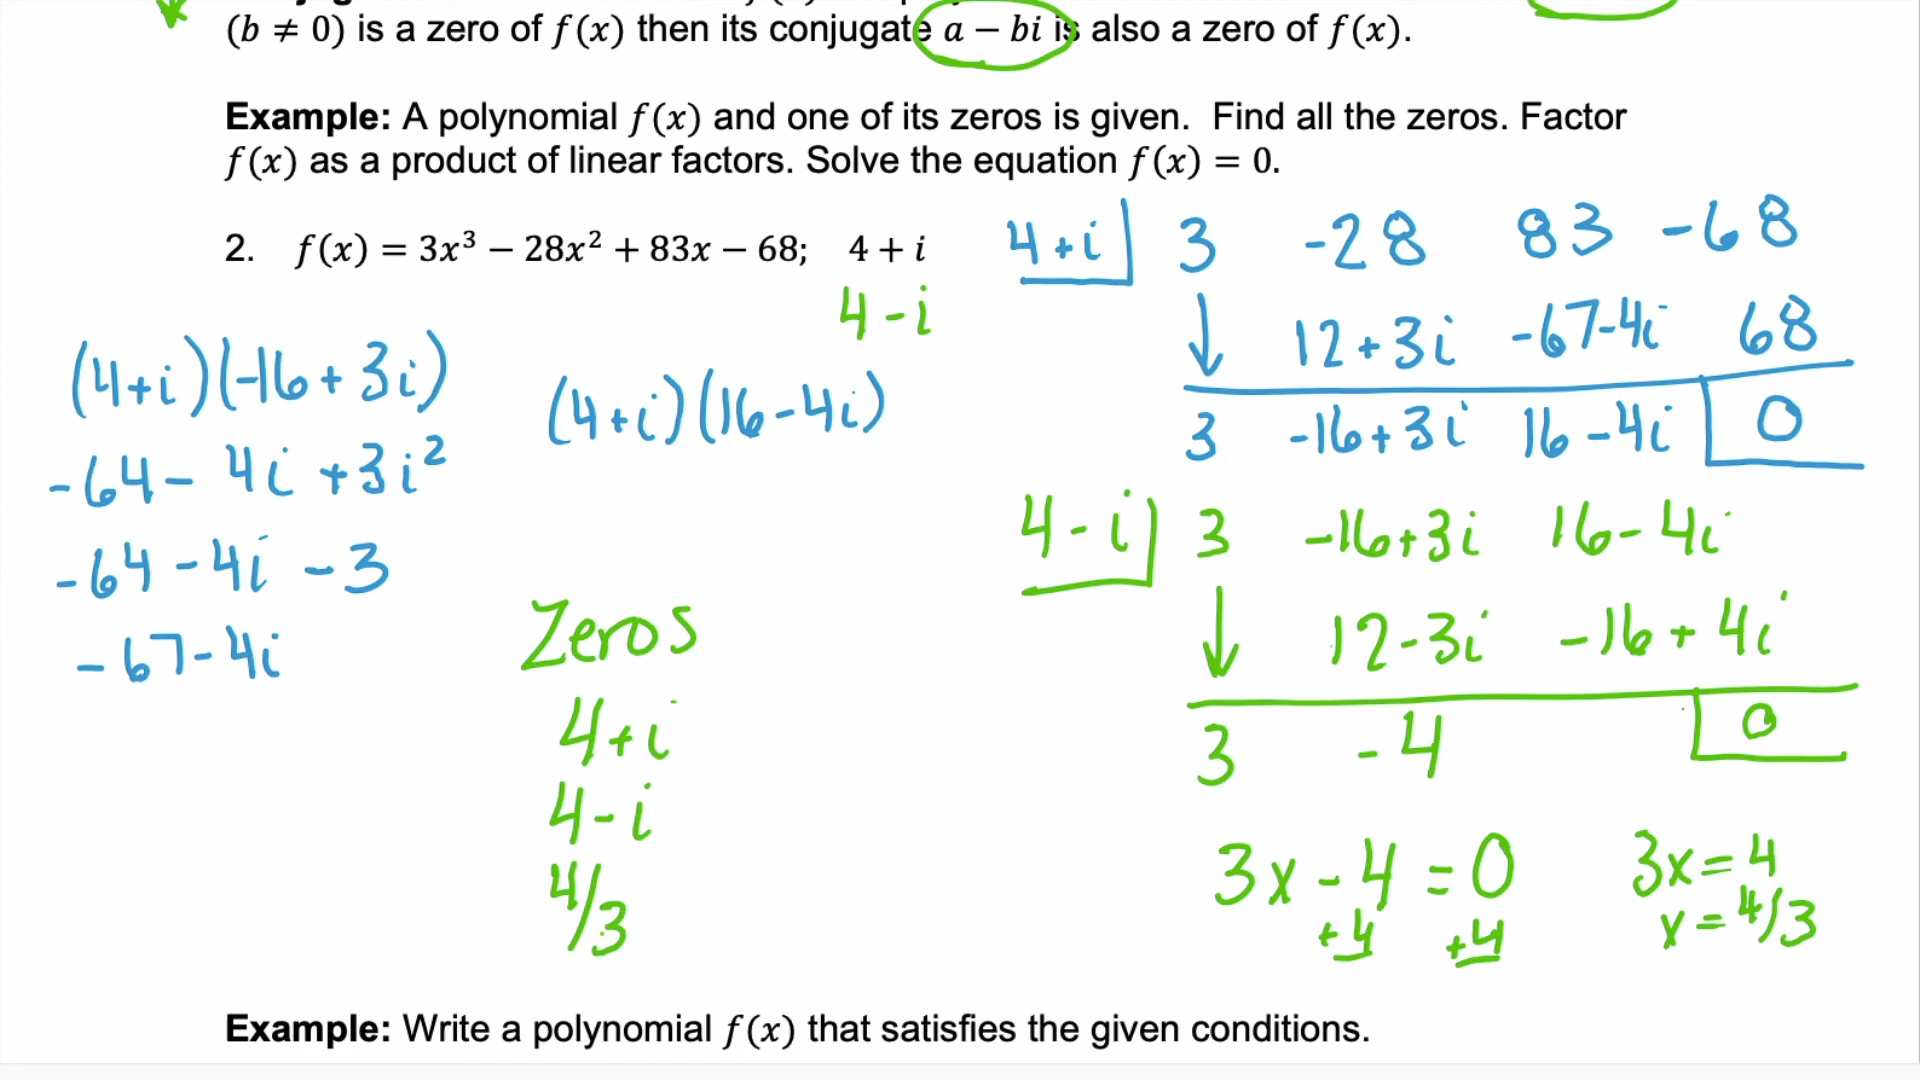 (b ≠ 0) is a zero of f(x) then its conjugate a − bi is also a zero of f(x).
Example: A polynomial f(x) and one of its zeros is given. Find all the zeros. Factor
f(x) as a product of linear factors. Solve the equation f(x) = 0.
2. f(x) = 3x³ − 28x² + 83x − 68; 4 + i
4 - i
(4+i)(-16+3i)
-64 - 4i + 3i²
-64 - 4i - 3
-67 - 4i
(4+i)(16-4i)
Zeros
4+i
4-i
4/3
4+i 3 -28 83 -68
↓ 12+3i -67-4i 68
3 -16+3i 16-4i 0
4-i 3 -16+3i 16-4i
↓ 12-3i -16+4i
3 -4 0
3x - 4 = 0
+4 +4
3x = 4
x = 4/3
Example: Write a polynomial f(x) that satisfies the given conditions.